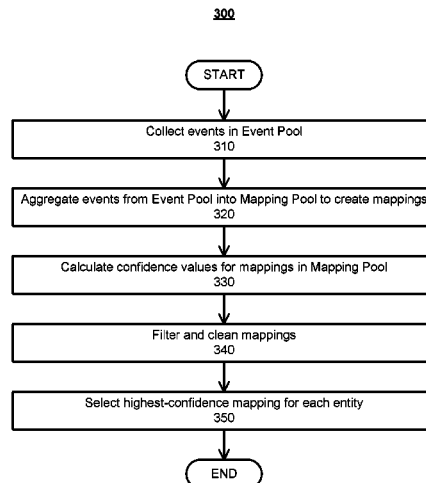 300
START
Collect events in Event Pool
310
Aggregate events from Event Pool into Mapping Pool to create mappings
320
Calculate confidence values for mappings in Mapping Pool
330
Filter and clean mappings
340
Select highest-confidence mapping for each entity
350
END